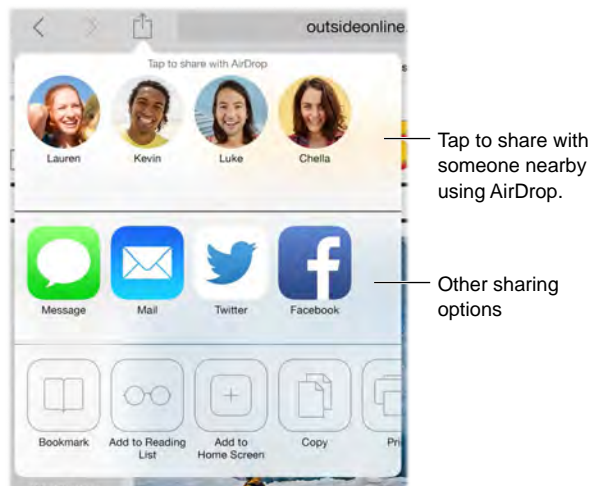 outsideonline.
Tap to share with AirDrop
s
Lauren
Kevin
Luke
Chella
Tap to share with
someone nearby
using AirDrop.
Message
Mail
Twitter
Facebook
Other sharing
options
Bookmark
Add to Reading
List
Add to
Home Screen
Copy
Pri